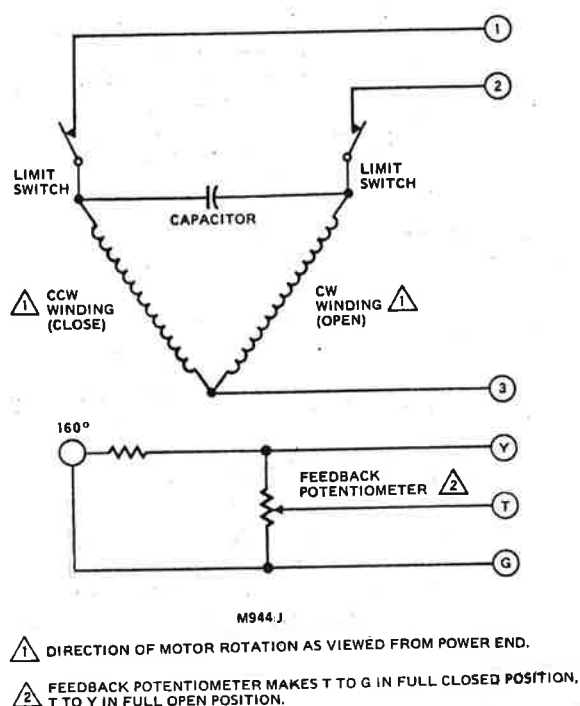 1
2
LIMIT
SWITCH
LIMIT
SWITCH
CAPACITOR
1 CCW
WINDING
(CLOSE)
CW
WINDING 1
(OPEN)
3
160°
Y
FEEDBACK
POTENTIOMETER 2
T
G
M944J
1 DIRECTION OF MOTOR ROTATION AS VIEWED FROM POWER END.
2 FEEDBACK POTENTIOMETER MAKES T TO G IN FULL CLOSED POSITION,
T TO Y IN FULL OPEN POSITION.